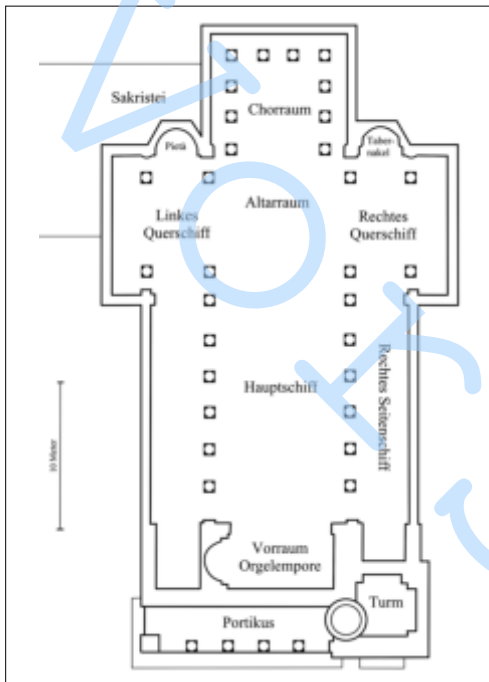 Sakristei
Chorraum
Pietà
Taber-
nakel
Linkes
Querschiff
Altarraum
Rechtes
Querschiff
Hauptschiff
Rechtes Seitenschiff
10 Meter
Vorraum
Orgelempore
Turm
Portikus